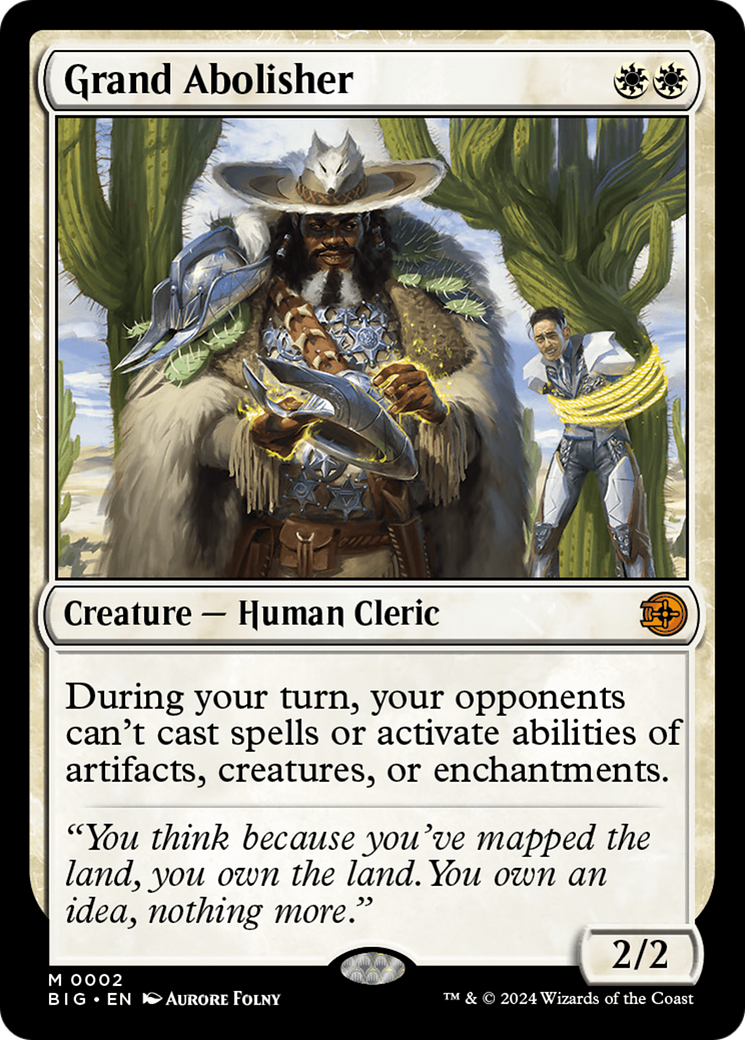 Grand Abolisher
Creature — Human Cleric
During your turn, your opponents
can't cast spells or activate abilities of
artifacts, creatures, or enchantments.
“You think because you've mapped the
land, you own the land. You own an
idea, nothing more.”
2/2
M 0002
BIG • EN Aurore Folny
™ & © 2024 Wizards of the Coast